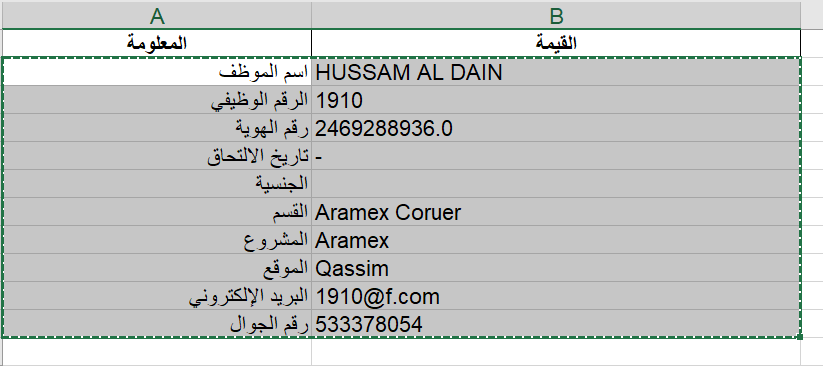 A B
المعلومة القيمة
اسم الموظف HUSSAM AL DAIN
الرقم الوظيفي 1910
رقم الهوية 2469288936.0
تاريخ الالتحاق -
الجنسية
القسم Aramex Coruer
المشروع Aramex
الموقع Qassim
البريد الإلكتروني 1910@f.com
رقم الجوال 533378054